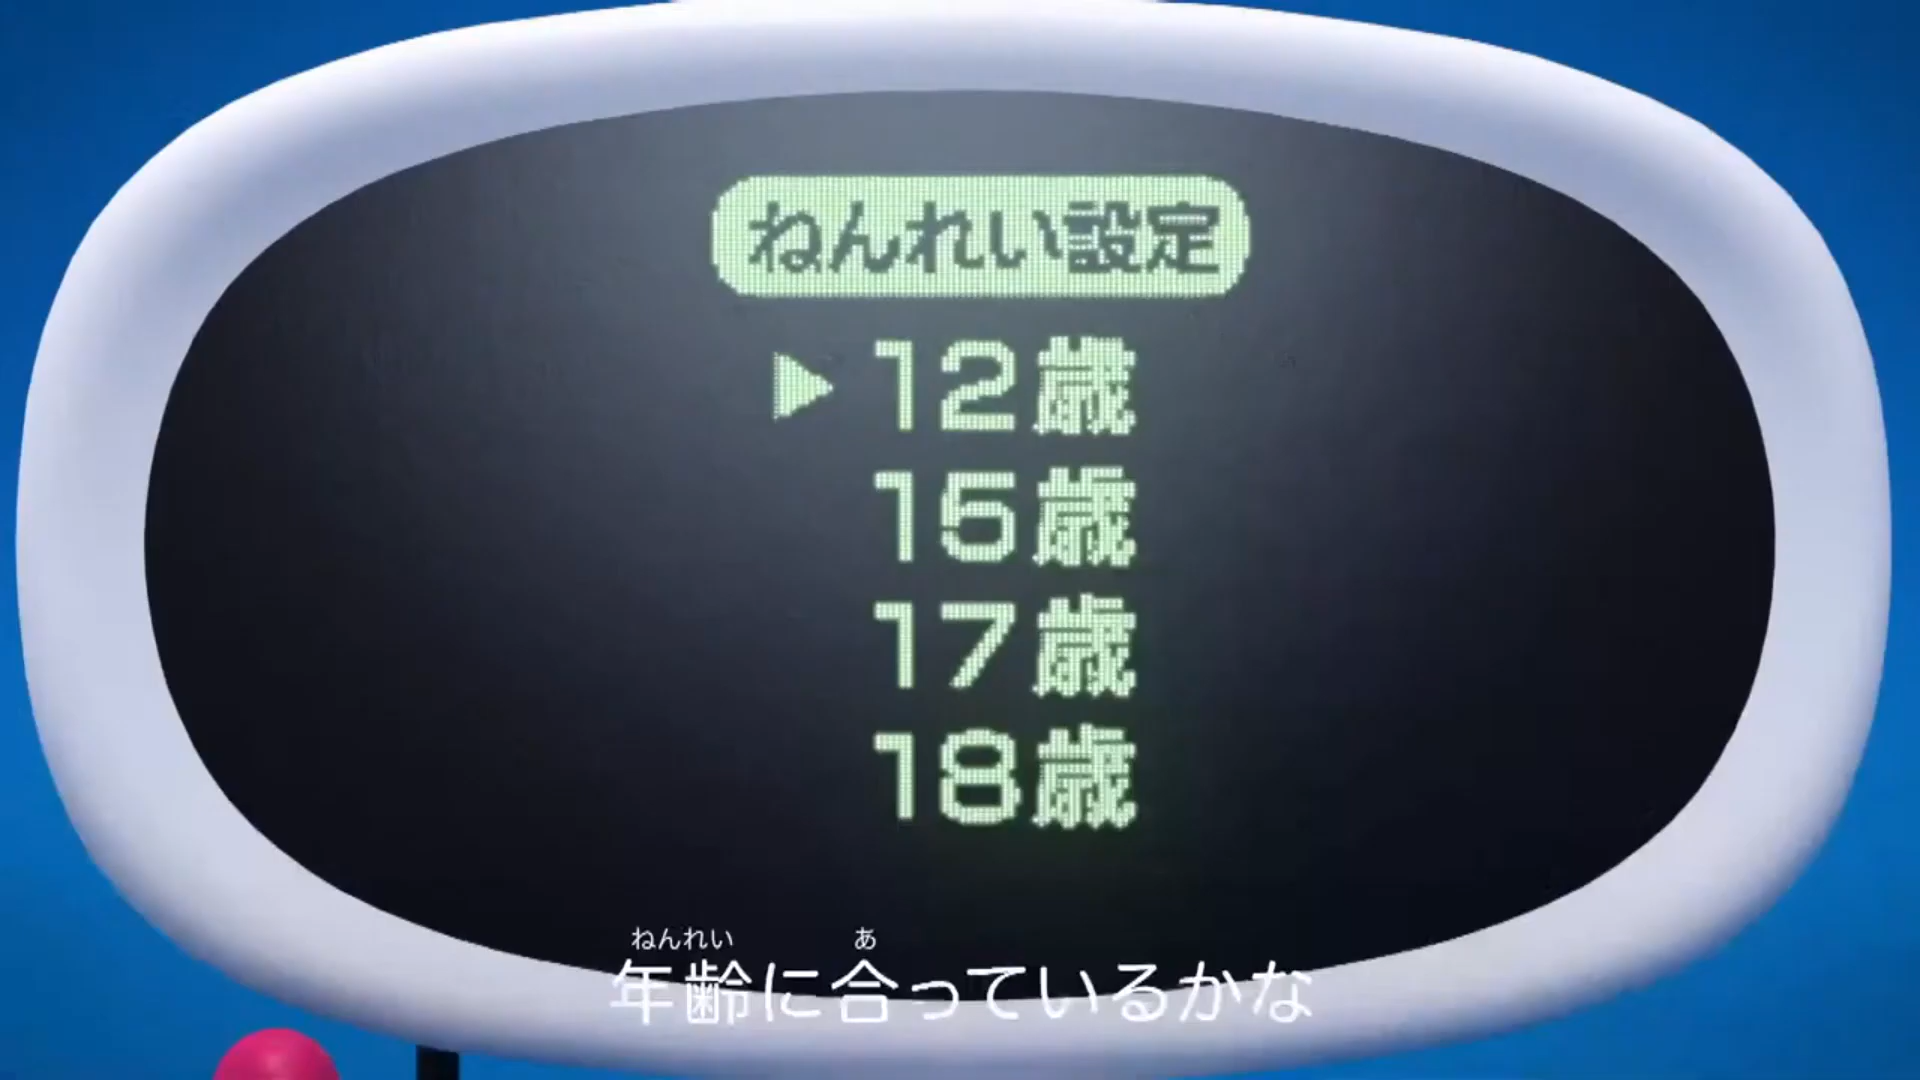 ねんれい設定
▶12歳
15歳
17歳
18歳
ねんれい あ
年齢に合っているかな